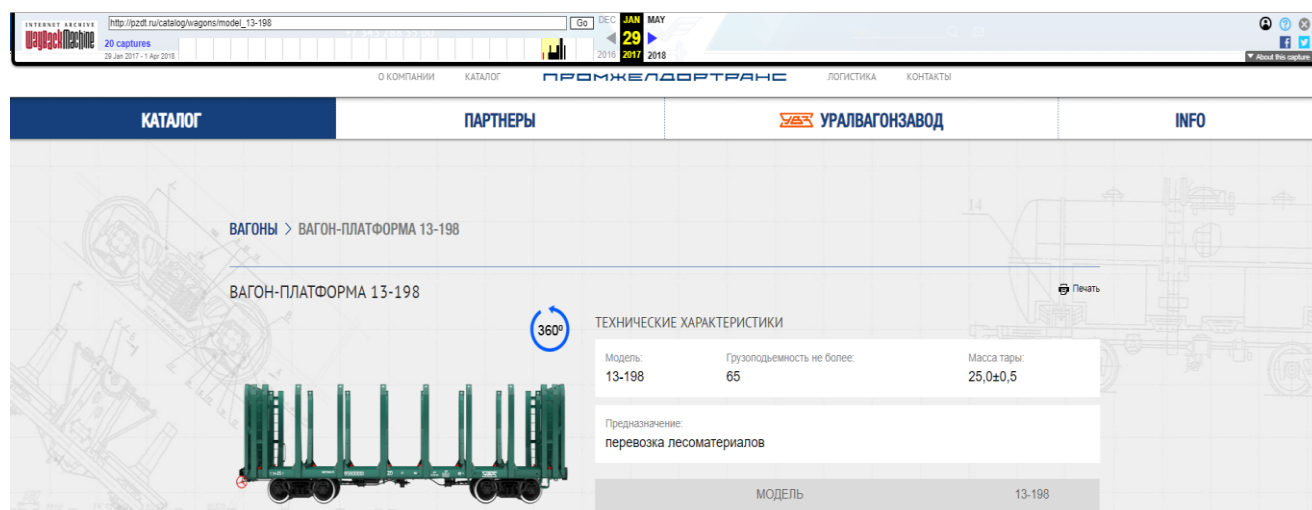 INTERNET ARCHIVE
WayBackMachine
http://pzdt.ru/catalog/wagons/model_13-198
Go
DEC JAN MAY
20 captures
29
29 Jan 2017 - 1 Apr 2018
2016 2017 2018
About this capture
О КОМПАНИИ КАТАЛОГ ПРОМЖЕЛДОРТРАНС ЛОГИСТИКА КОНТАКТЫ
КАТАЛОГ ПАРТНЕРЫ УВЗ УРАЛВАГОНЗАВОД INFO
14
ВАГОНЫ > ВАГОН-ПЛАТФОРМА 13-198
ВАГОН-ПЛАТФОРМА 13-198
Печать
360º
ТЕХНИЧЕСКИЕ ХАРАКТЕРИСТИКИ
Модель: Грузоподьемность не более: Масса тары:
13-198 65 25,0±0,5
Предназначение:
перевозка лесоматериалов
МОДЕЛЬ 13-198